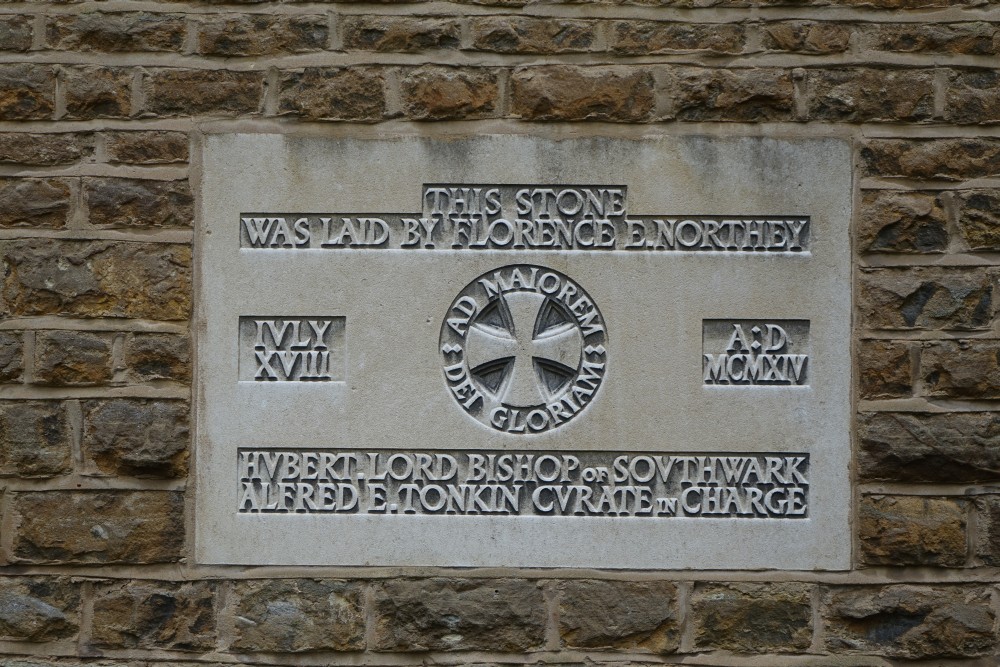 THIS STONE
WAS LAID BY FLORENCE E. NORTHEY
IVLY
XVIII
AD MAIOREM
DEI GLORIAM
A:D
MCMXIV
HVBERT. LORD BISHOP OF SOVTHWARK
ALFRED E. TONKIN CVRATE IN CHARGE